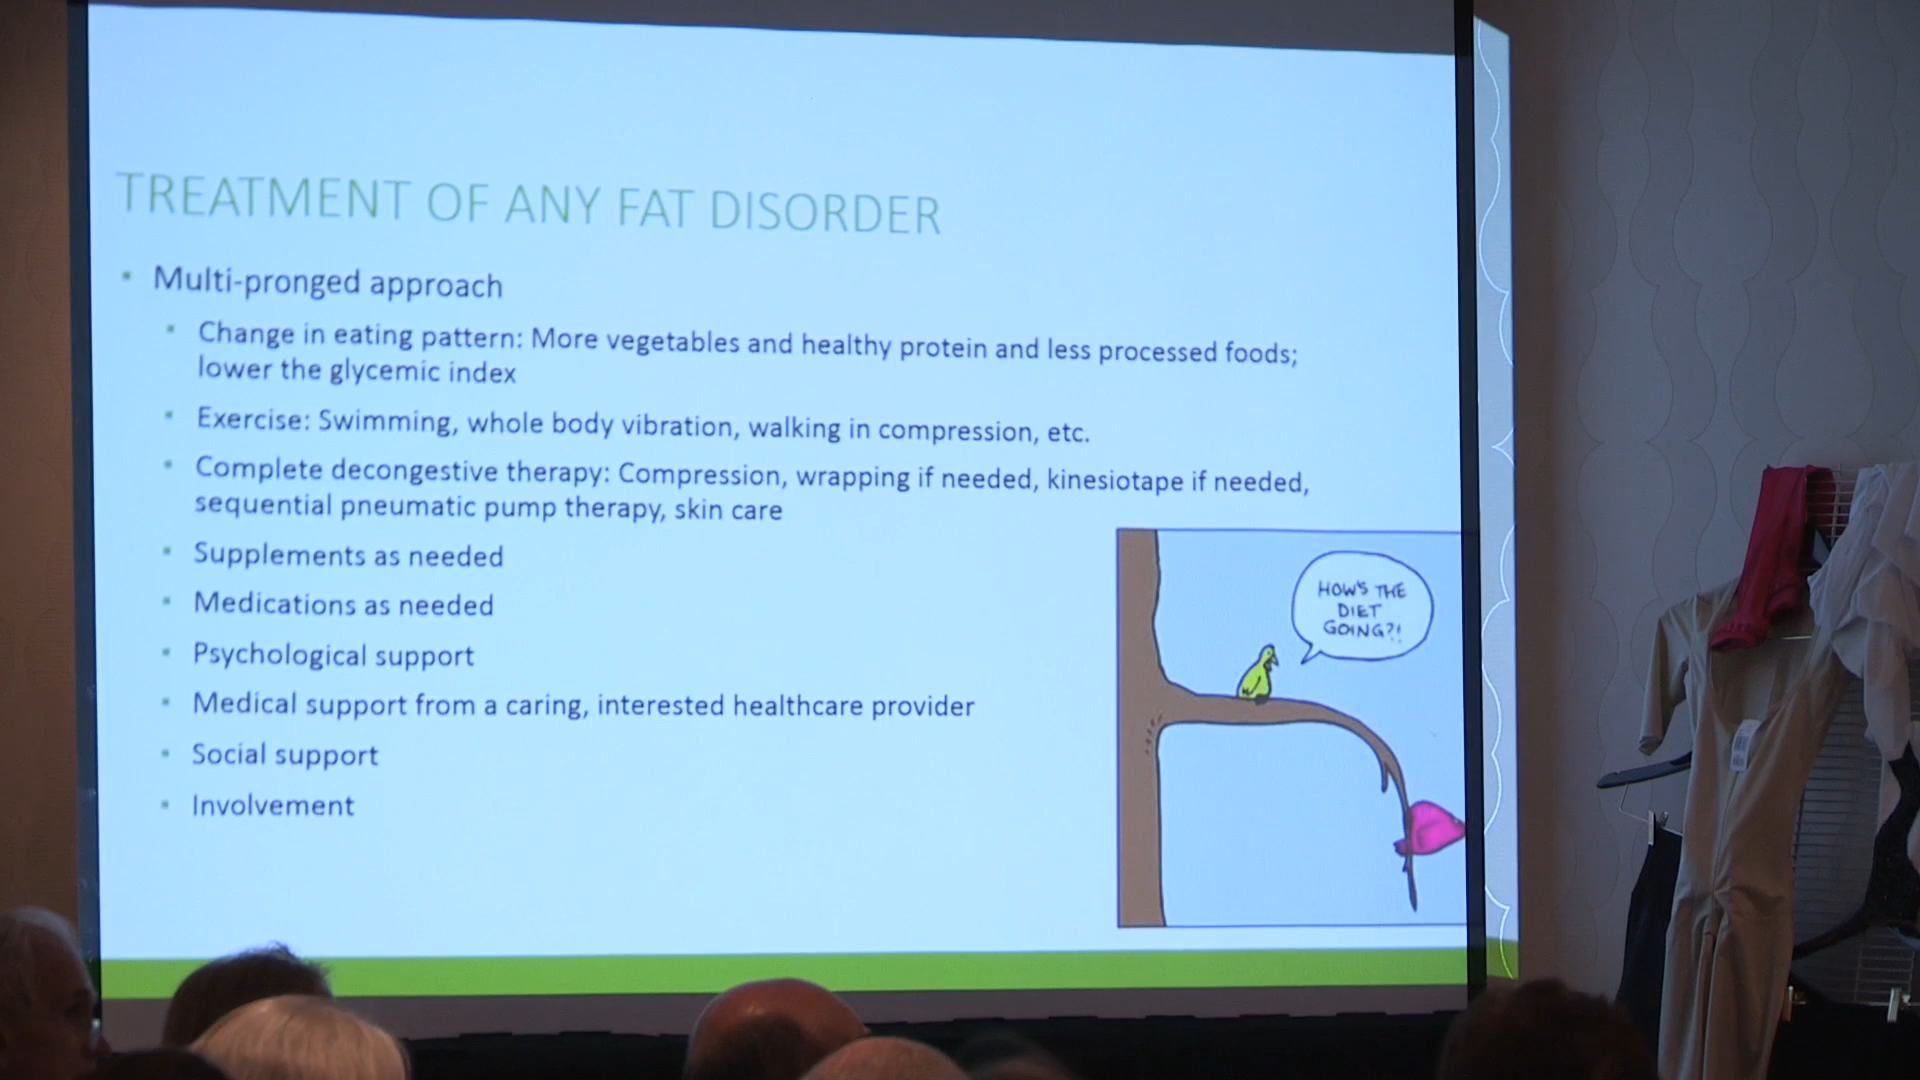 TREATMENT OF ANY FAT DISORDER
Multi-pronged approach
Change in eating pattern: More vegetables and healthy protein and less processed foods;
lower the glycemic index
Exercise: Swimming, whole body vibration, walking in compression, etc.
Complete decongestive therapy: Compression, wrapping if needed, kinesiotape if needed,
sequential pneumatic pump therapy, skin care
Supplements as needed
Medications as needed
Psychological support
Medical support from a caring, interested healthcare provider
Social support
Involvement
HOW'S THE
DIET
GOING?!